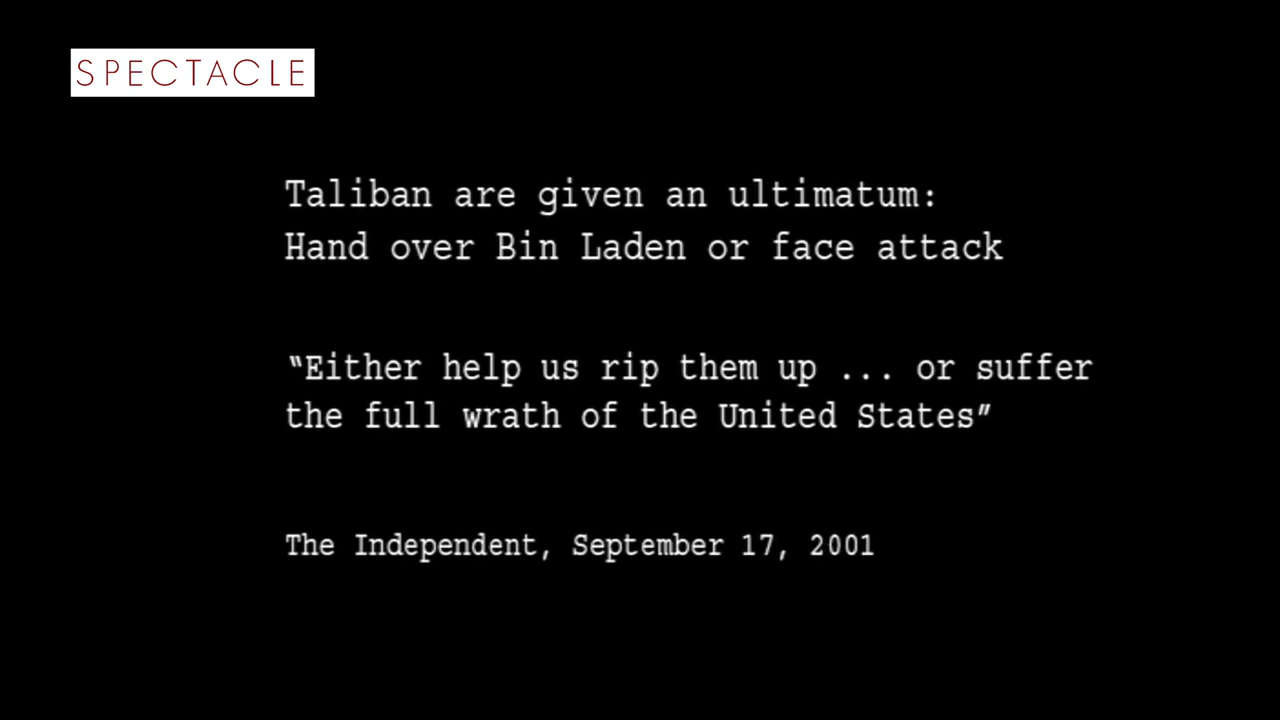 SPECTACLE
Taliban are given an ultimatum:
Hand over Bin Laden or face attack
“Either help us rip them up ... or suffer
the full wrath of the United States”
The Independent, September 17, 2001